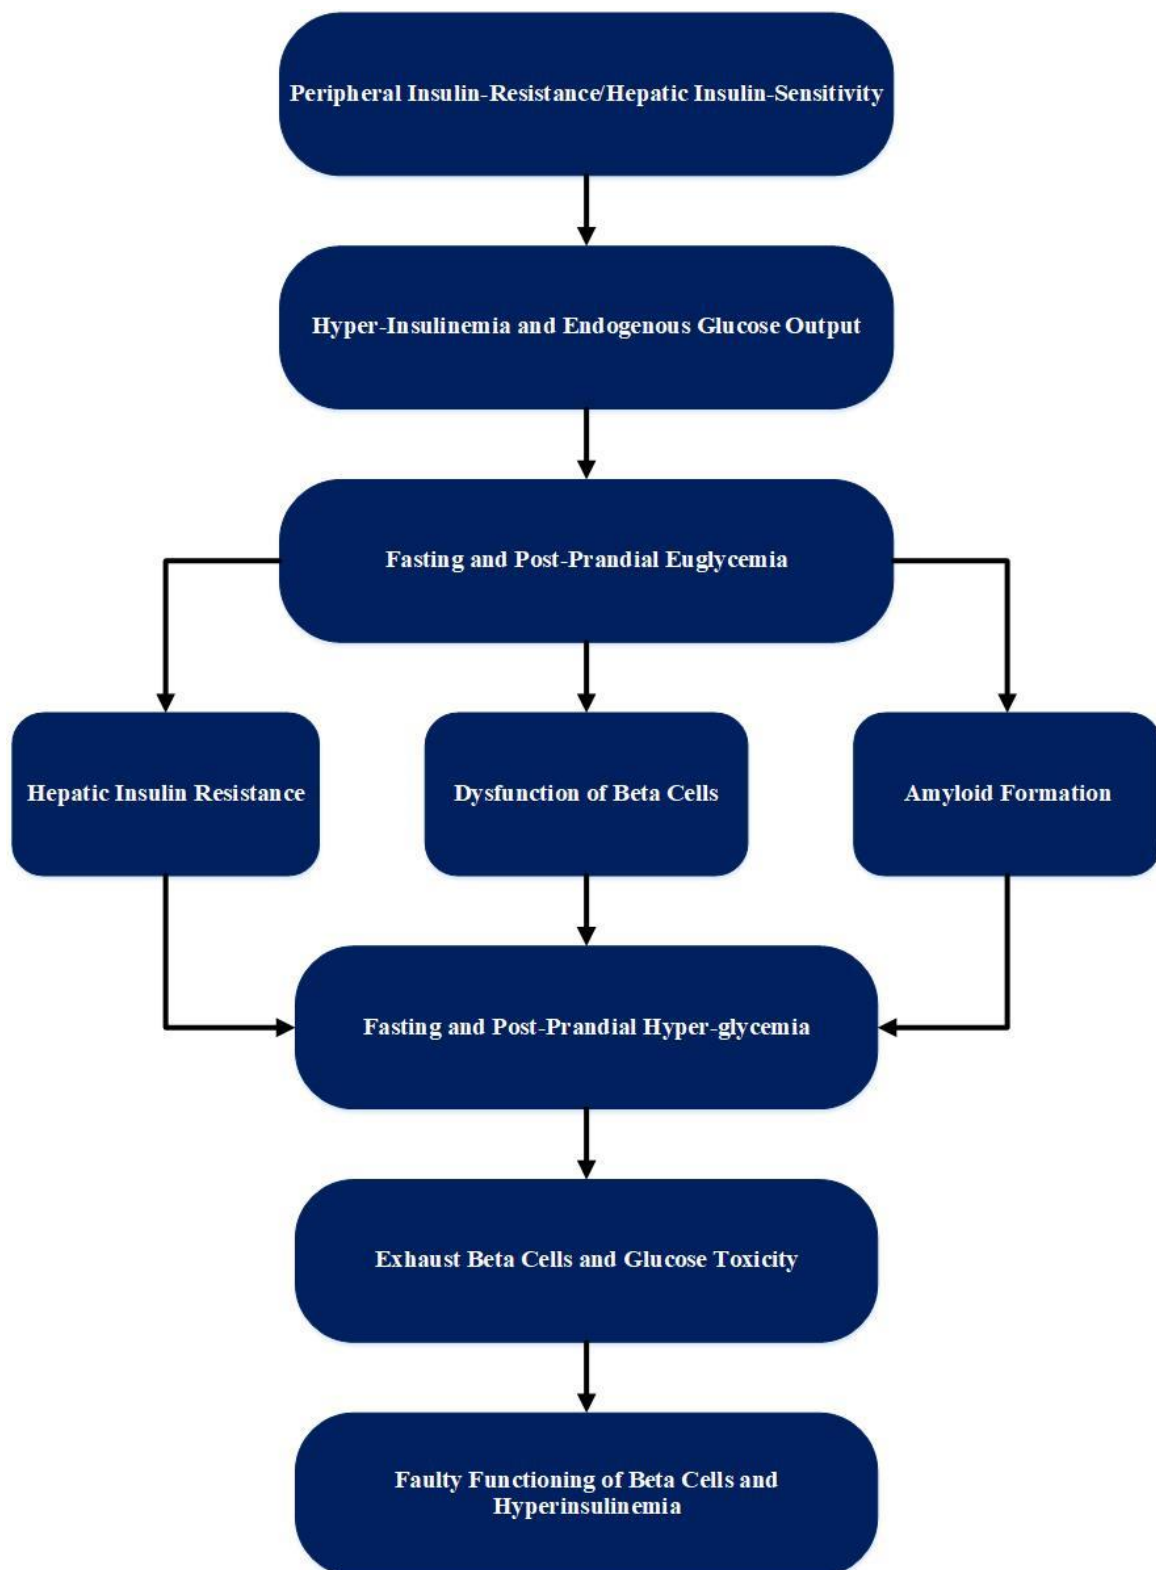 Peripheral Insulin-Resistance/Hepatic Insulin-Sensitivity
Hyper-Insulinemia and Endogenous Glucose Output
Fasting and Post-Prandial Euglycemia
Hepatic Insulin Resistance
Dysfunction of Beta Cells
Amyloid Formation
Fasting and Post-Prandial Hyper-glycemia
Exhaust Beta Cells and Glucose Toxicity
Faulty Functioning of Beta Cells and
Hyperinsulinemia